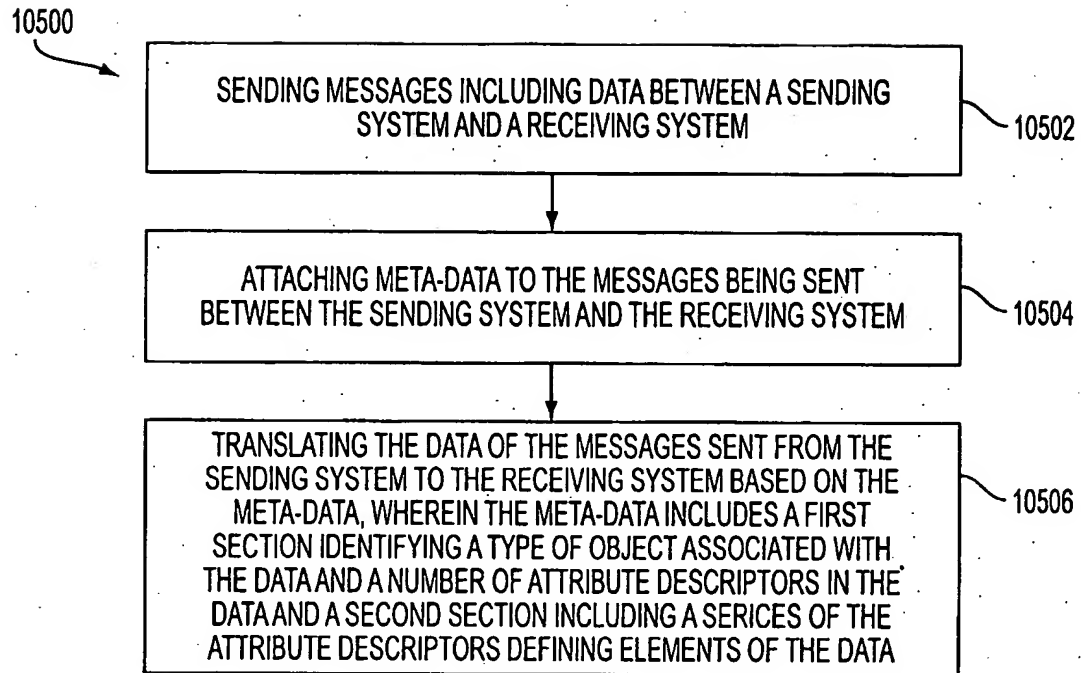 10500
SENDING MESSAGES INCLUDING DATA BETWEEN A SENDING
SYSTEM AND A RECEIVING SYSTEM
10502
ATTACHING META-DATA TO THE MESSAGES BEING SENT
BETWEEN THE SENDING SYSTEM AND THE RECEIVING SYSTEM
10504
TRANSLATING THE DATA OF THE MESSAGES SENT FROM THE
SENDING SYSTEM TO THE RECEIVING SYSTEM BASED ON THE
META-DATA, WHEREIN THE META-DATA INCLUDES A FIRST
SECTION IDENTIFYING A TYPE OF OBJECT ASSOCIATED WITH
THE DATA AND A NUMBER OF ATTRIBUTE DESCRIPTORS IN THE
DATA AND A SECOND SECTION INCLUDING A SERICES OF THE
ATTRIBUTE DESCRIPTORS DEFINING ELEMENTS OF THE DATA
10506